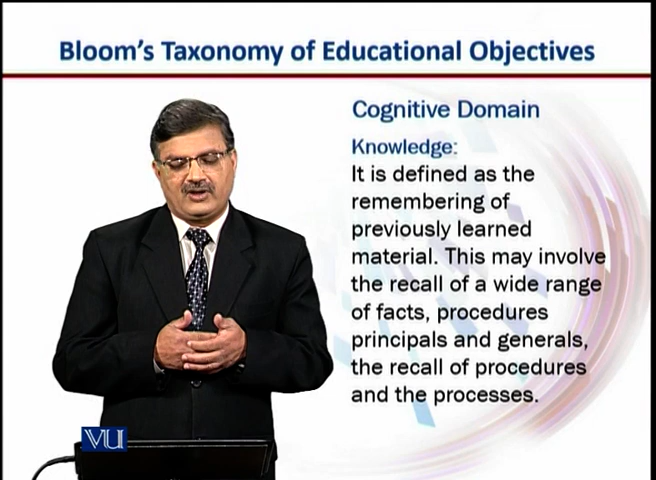 Bloom's Taxonomy of Educational Objectives
Cognitive Domain
Knowledge:
It is defined as the
remembering of
previously learned
material. This may involve
the recall of a wide range
of facts, procedures
principals and generals,
the recall of procedures
and the processes.
VU